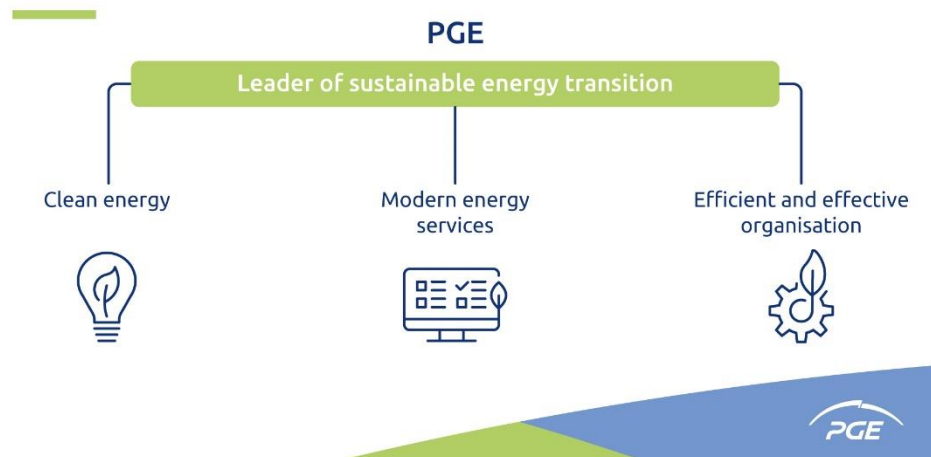 PGE
Leader of sustainable energy transition
Clean energy
Modern energy
services
Efficient and effective
organisation
PGE